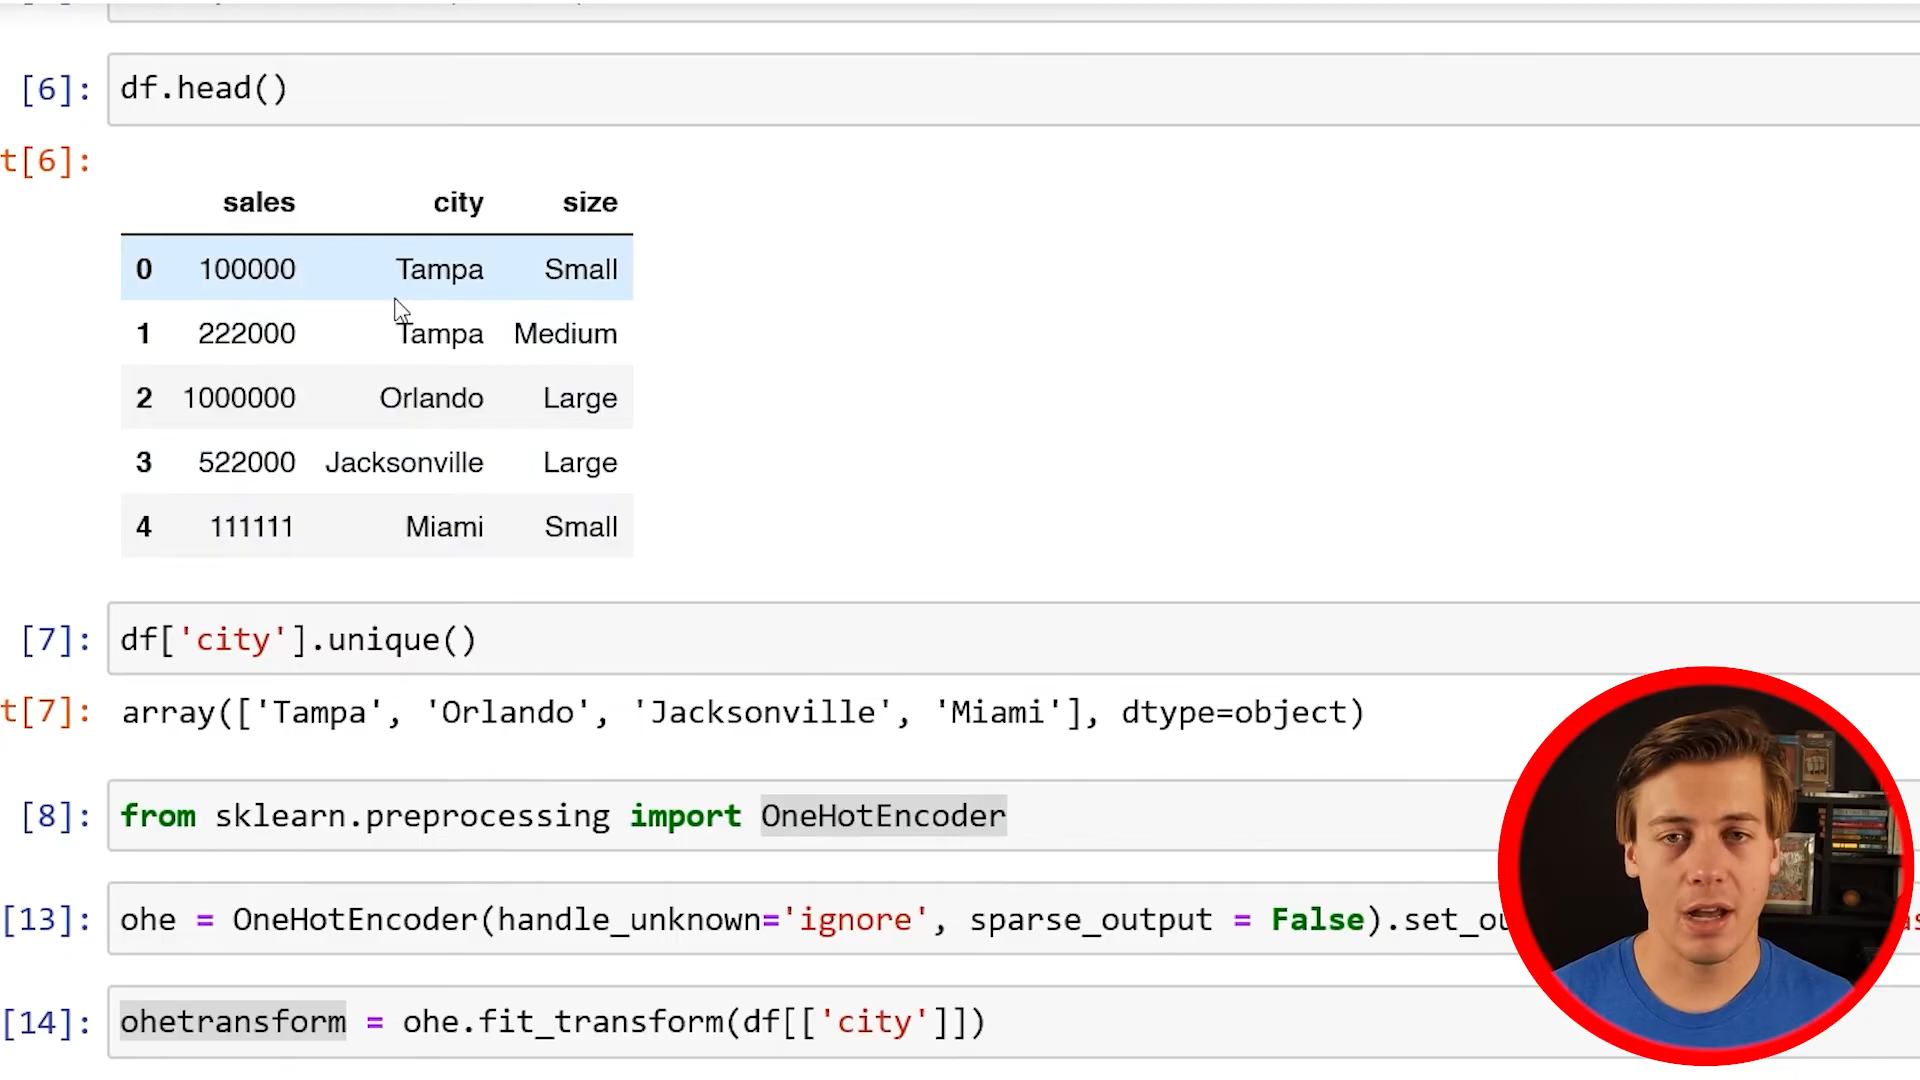 [6]: df.head()
t[6]:
sales city size
0 100000 Tampa Small
1 222000 Tampa Medium
2 1000000 Orlando Large
3 522000 Jacksonville Large
4 111111 Miami Small
[7]: df['city'].unique()
t[7]: array(['Tampa', 'Orlando', 'Jacksonville', 'Miami'], dtype=object)
[8]: from sklearn.preprocessing import OneHotEncoder
[13]: ohe = OneHotEncoder(handle_unknown='ignore', sparse_output = False).set_ou
[14]: ohetransform = ohe.fit_transform(df[['city']])